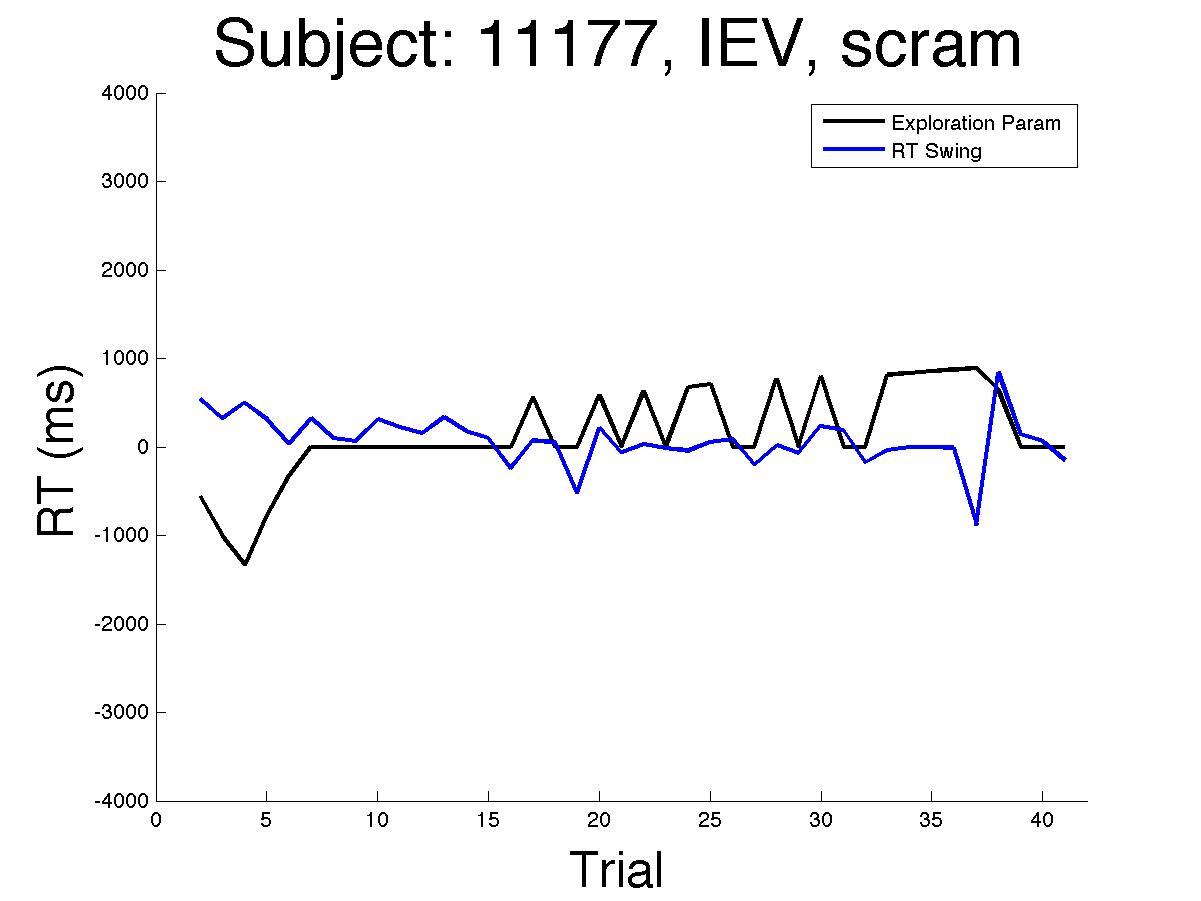 Subject: 11177, IEV, scram
Exploration Param
RT Swing
4000
3000
2000
1000
0
-1000
-2000
-3000
-4000
RT (ms)
0 5 10 15 20 25 30 35 40
Trial